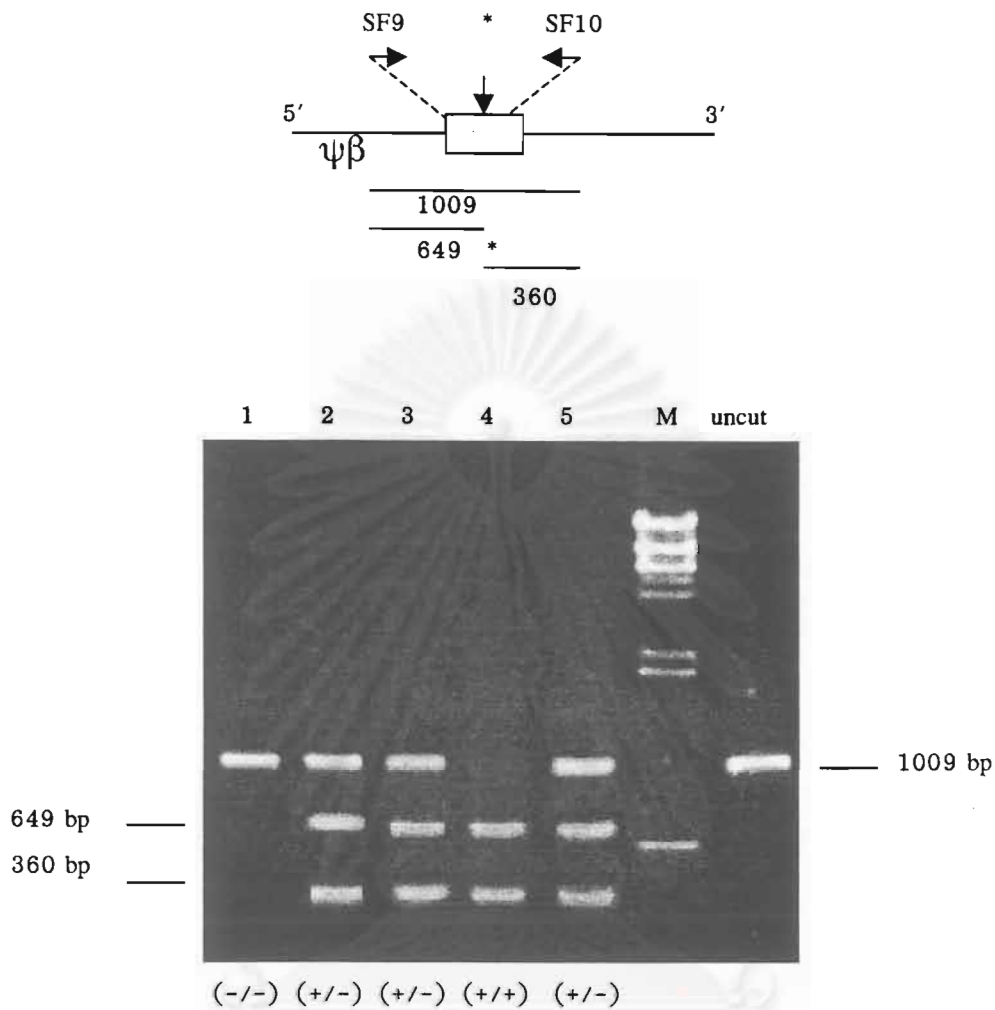 SF9 * SF10
5′ 3′
ψβ
1009
649 *
360
1 2 3 4 5 M uncut
1009 bp
649 bp
360 bp
(-/-) (+/-) (+/-) (+/+) (+/-)